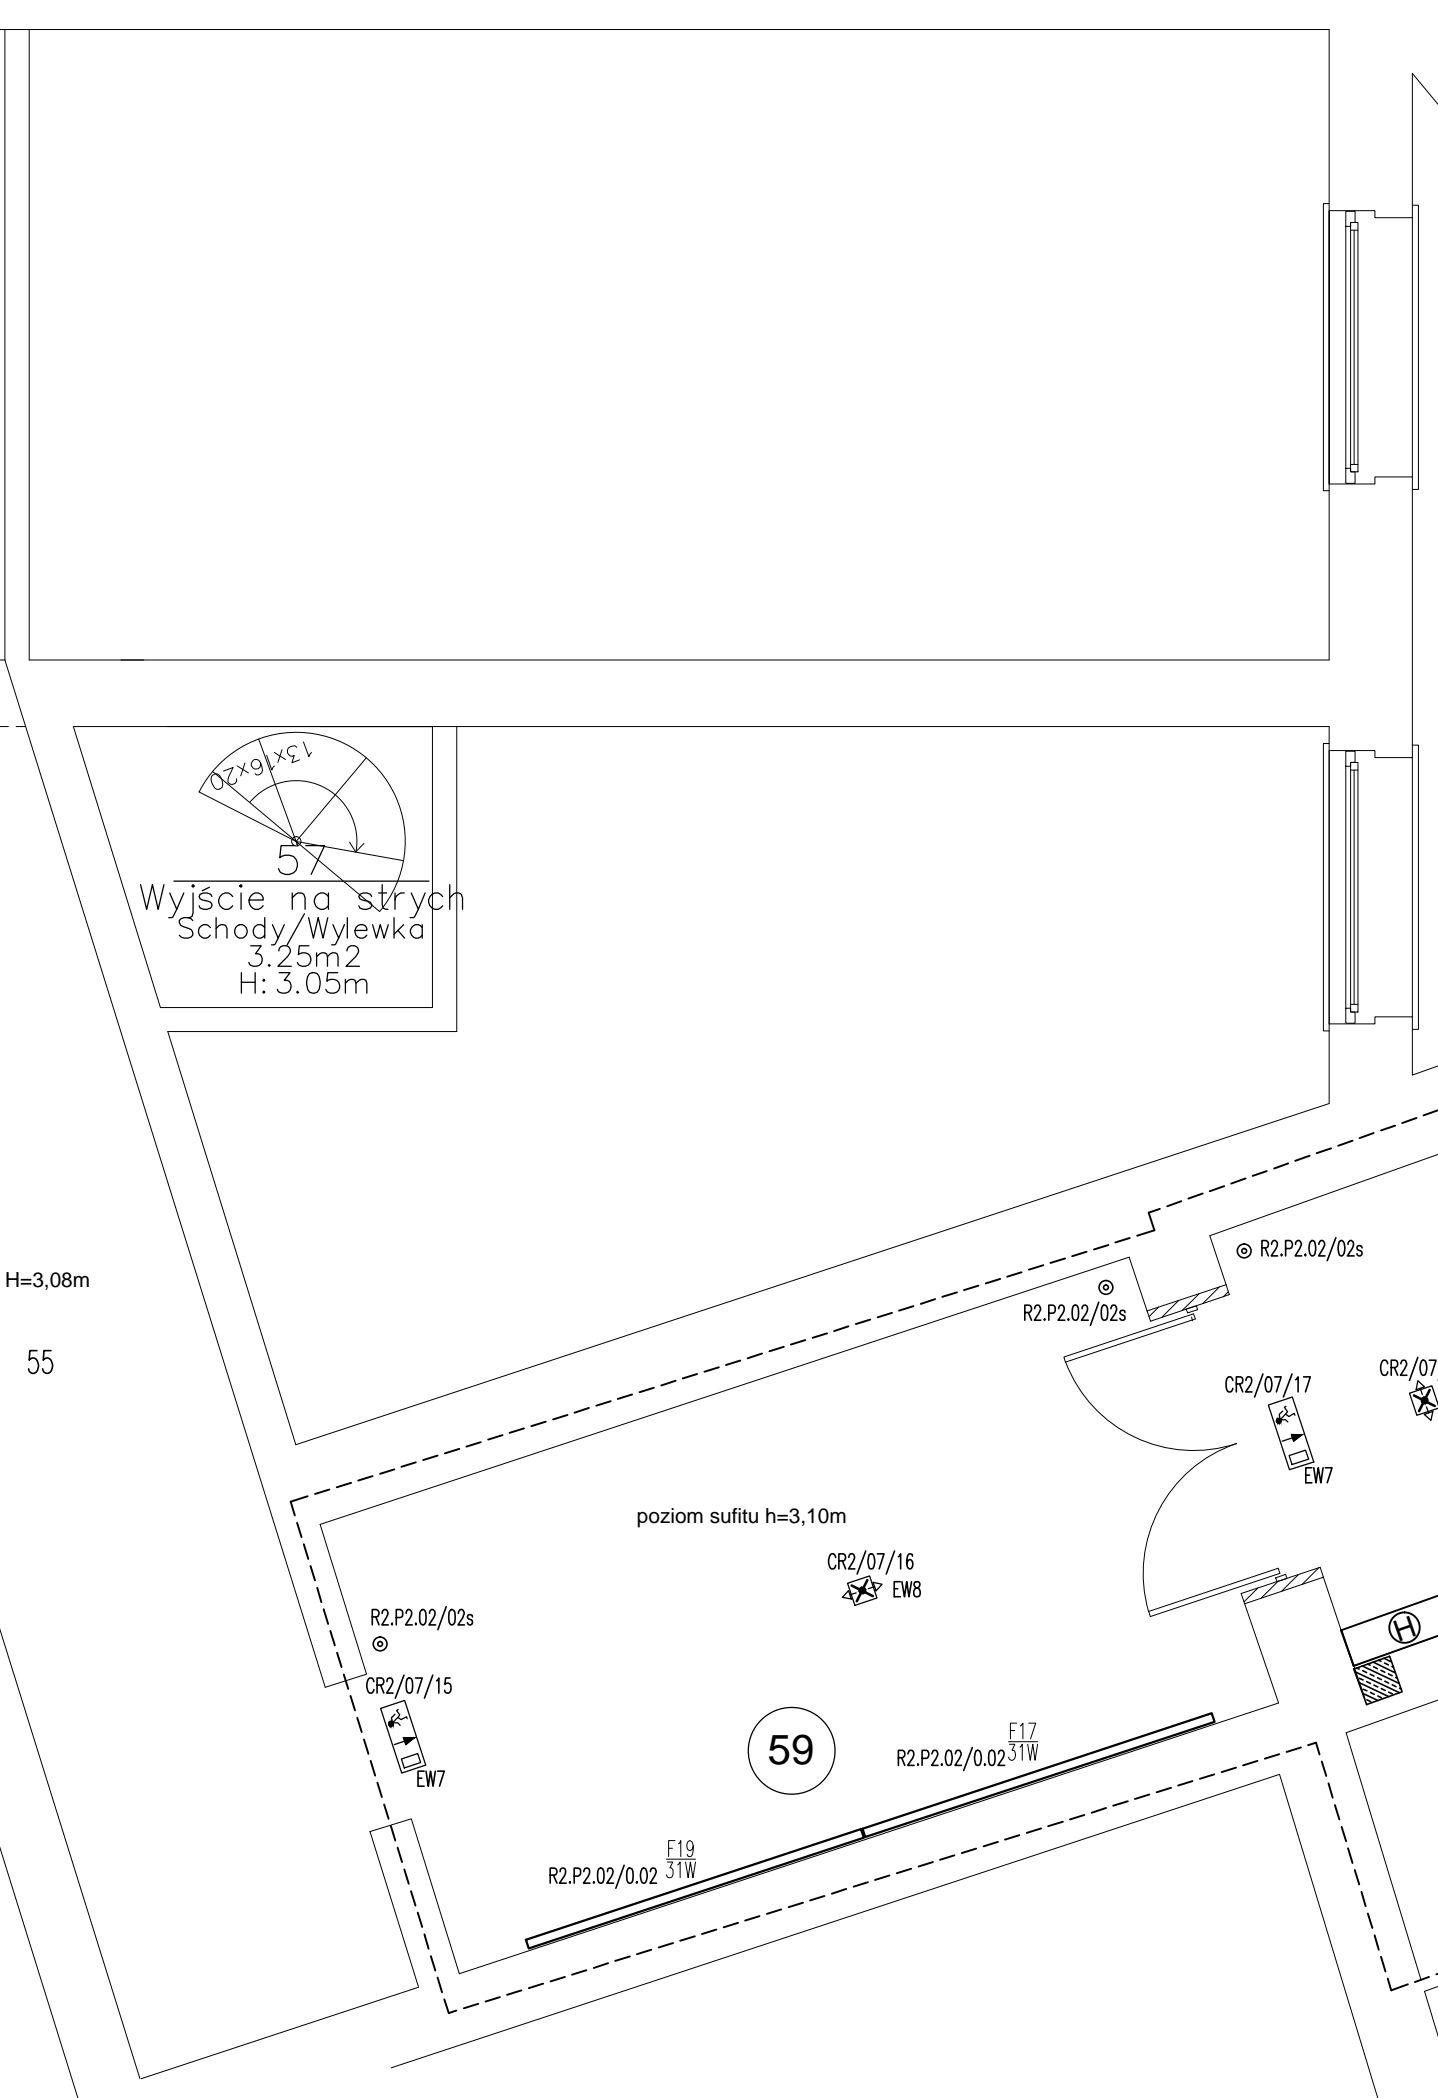 13x16x20
57
Wyjście na strych
Schody/Wylewka
3.25m2
H: 3.05m
H=3,08m
55
R2.P2.02/02s
R2.P2.02/02s
CR2/07
CR2/07/17
EW7
poziom sufitu h=3,10m
CR2/07/16
EW8
R2.P2.02/02s
CR2/07/15
EW7
H
59
F17
R2.P2.02/0.02 31W
F19
R2.P2.02/0.02 31W